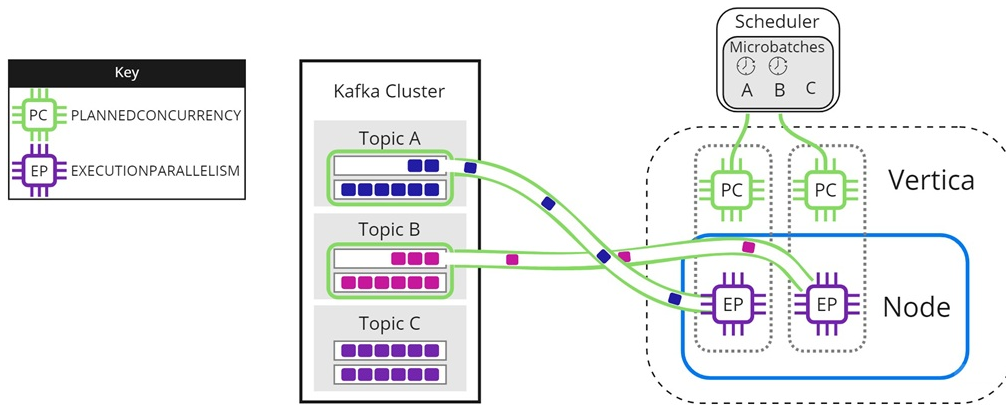 Key
PC PLANNEDCONCURRENCY
EP EXECUTIONPARALLELISM
Kafka Cluster
Topic A
Topic B
Topic C
Scheduler
Microbatches
A B C
PC PC
Vertica
EP EP
Node